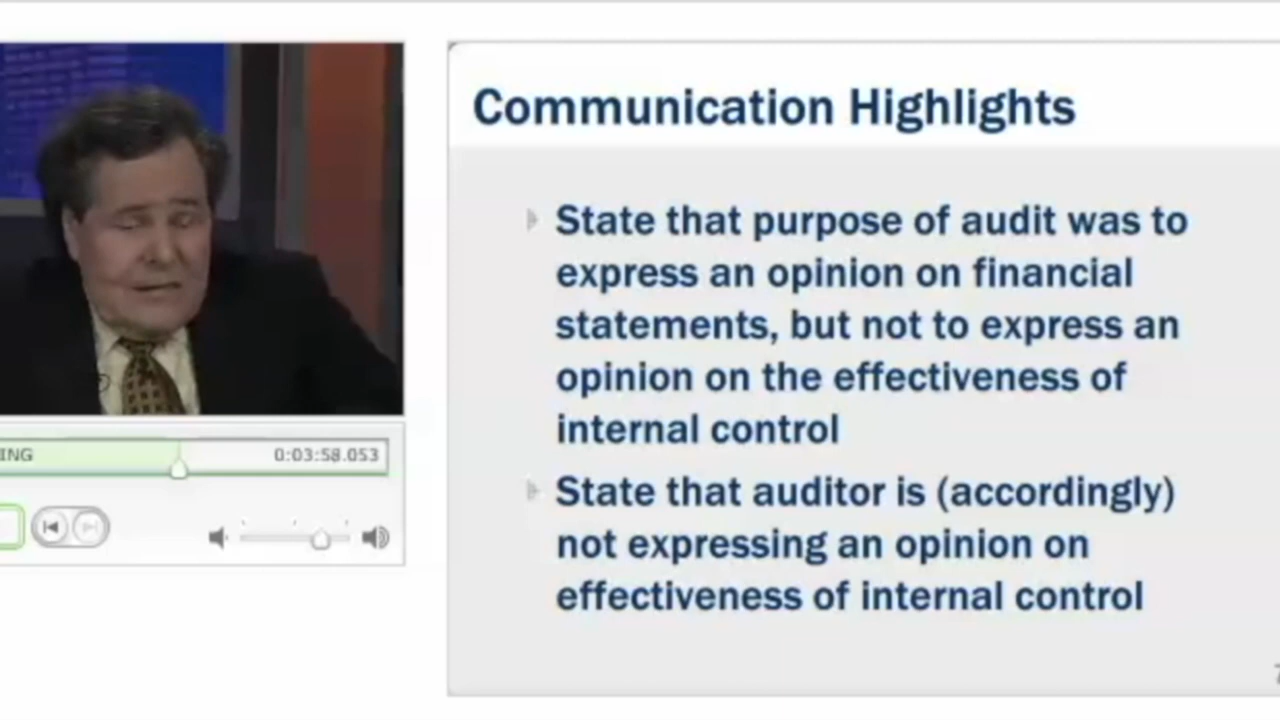 Communication Highlights
State that purpose of audit was to
express an opinion on financial
statements, but not to express an
opinion on the effectiveness of
internal control
State that auditor is (accordingly)
not expressing an opinion on
effectiveness of internal control
ING
0:03:58.053
7